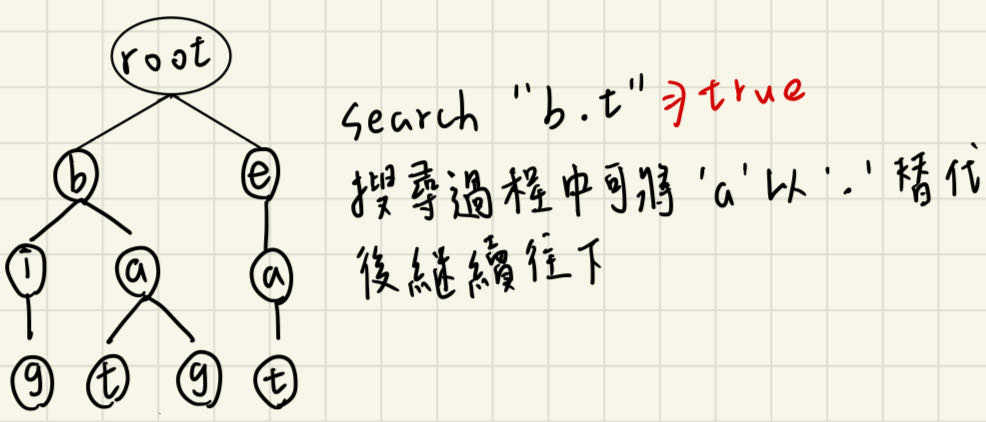 root
b e
i a a
g t g t
search "b.t" ⇒ true
搜尋過程中可將 'a' 以 '.' 替代
後繼續往下